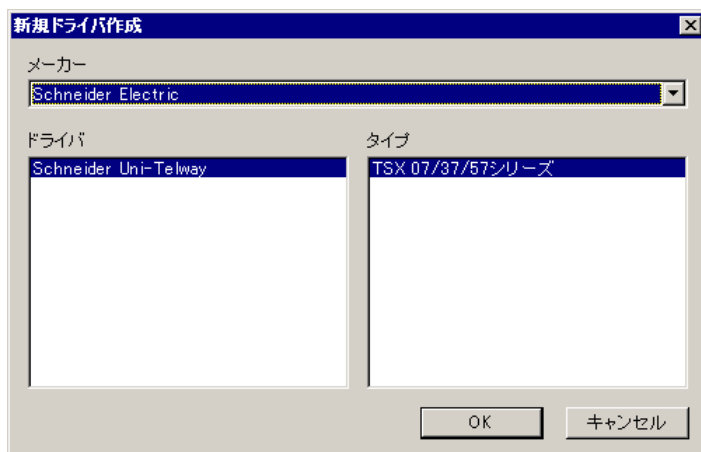 新規ドライバ作成
メーカー
Schneider Electric
ドライバ
タイプ
Schneider Uni-Telway
TSX 07/37/57シリーズ
OK
キャンセル